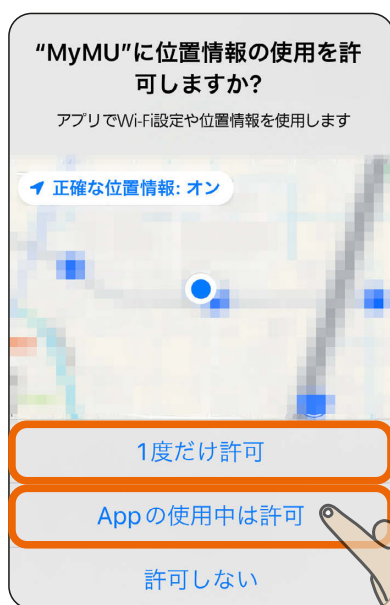 “MyMU”に位置情報の使用を許
可しますか?
アプリでWi-Fi設定や位置情報を使用します
正確な位置情報: オン
1度だけ許可
Appの使用中は許可
許可しない